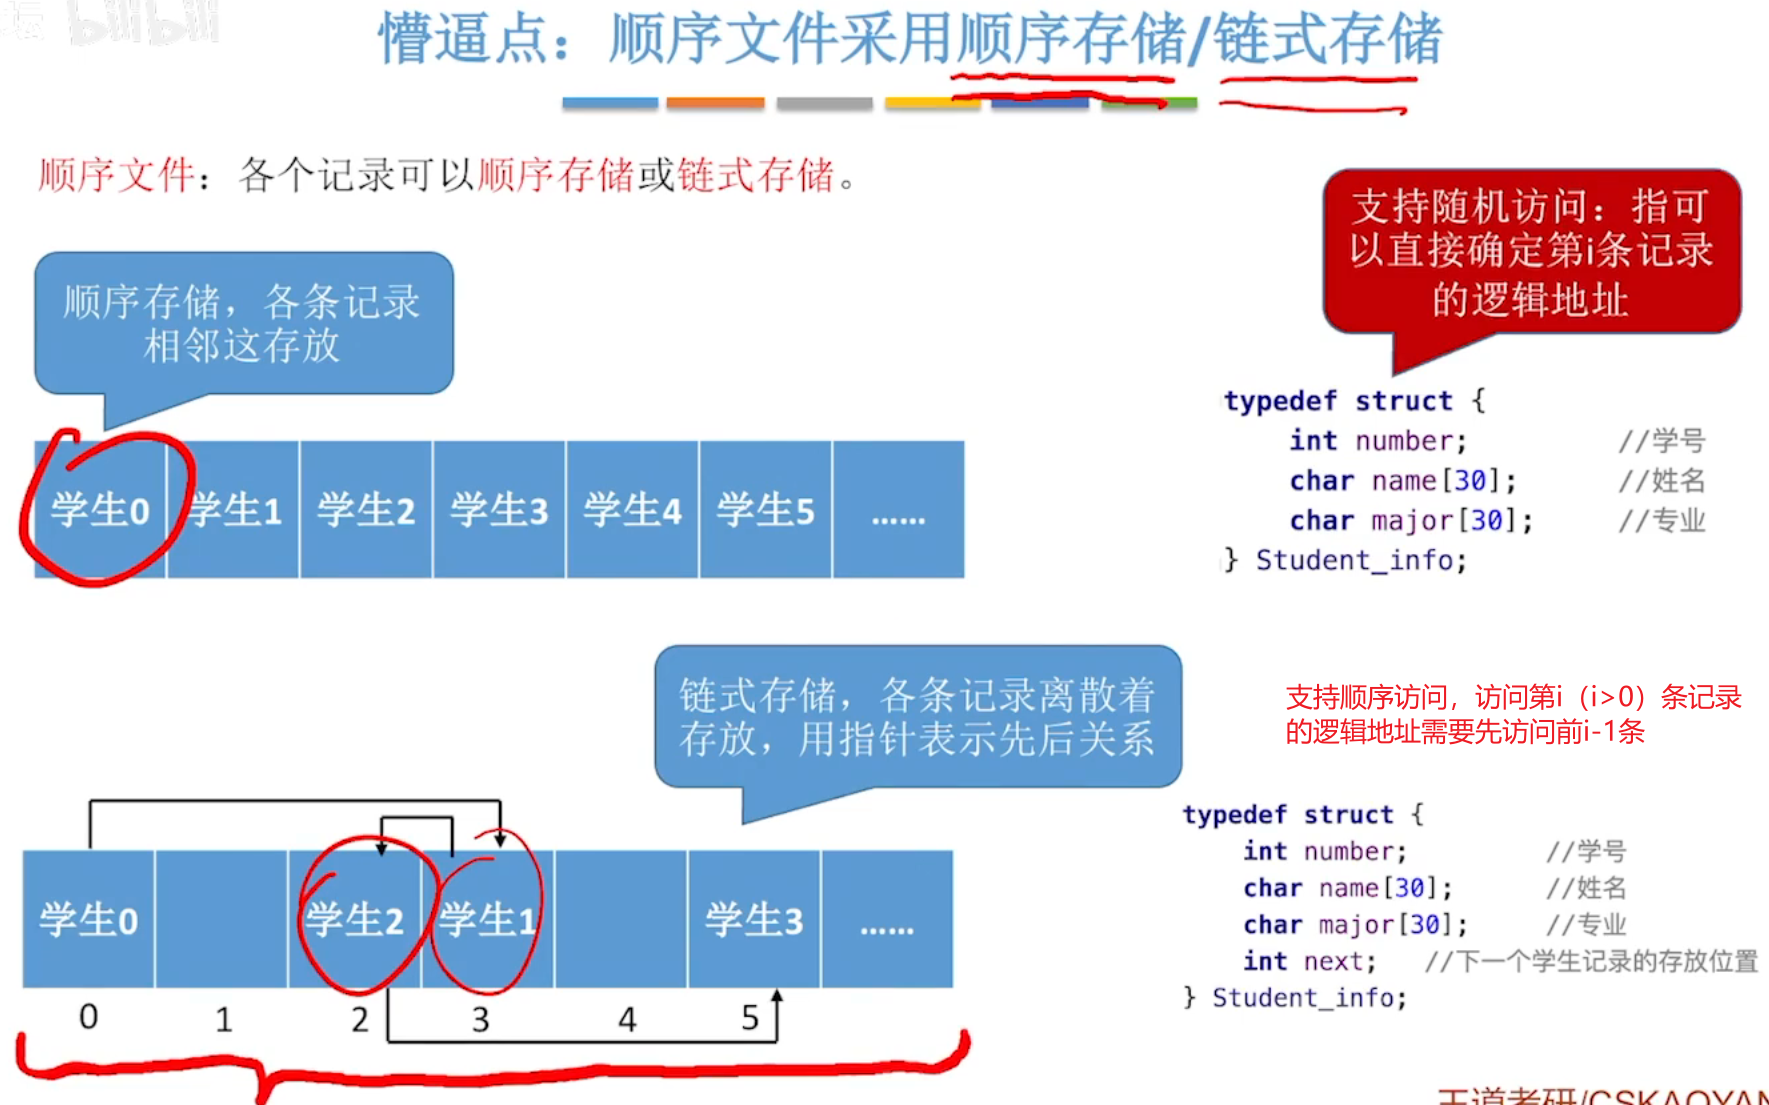 坛 bilibili
懵逼点：顺序文件采用顺序存储/链式存储
顺序文件：各个记录可以顺序存储或链式存储。
支持随机访问：指可
以直接确定第i条记录
的逻辑地址
顺序存储，各条记录
相邻这存放
学生0 学生1 学生2 学生3 学生4 学生5 ......
typedef struct {
int number; //学号
char name[30]; //姓名
char major[30]; //专业
} Student_info;
链式存储，各条记录离散着
存放，用指针表示先后关系
支持顺序访问，访问第i（i>0）条记录
的逻辑地址需要先访问前i-1条
学生0 学生2 学生1 学生3 ......
0 1 2 3 4 5
typedef struct {
int number; //学号
char name[30]; //姓名
char major[30]; //专业
int next; //下一个学生记录的存放位置
} Student_info;
王道考研/CSKAOYAN